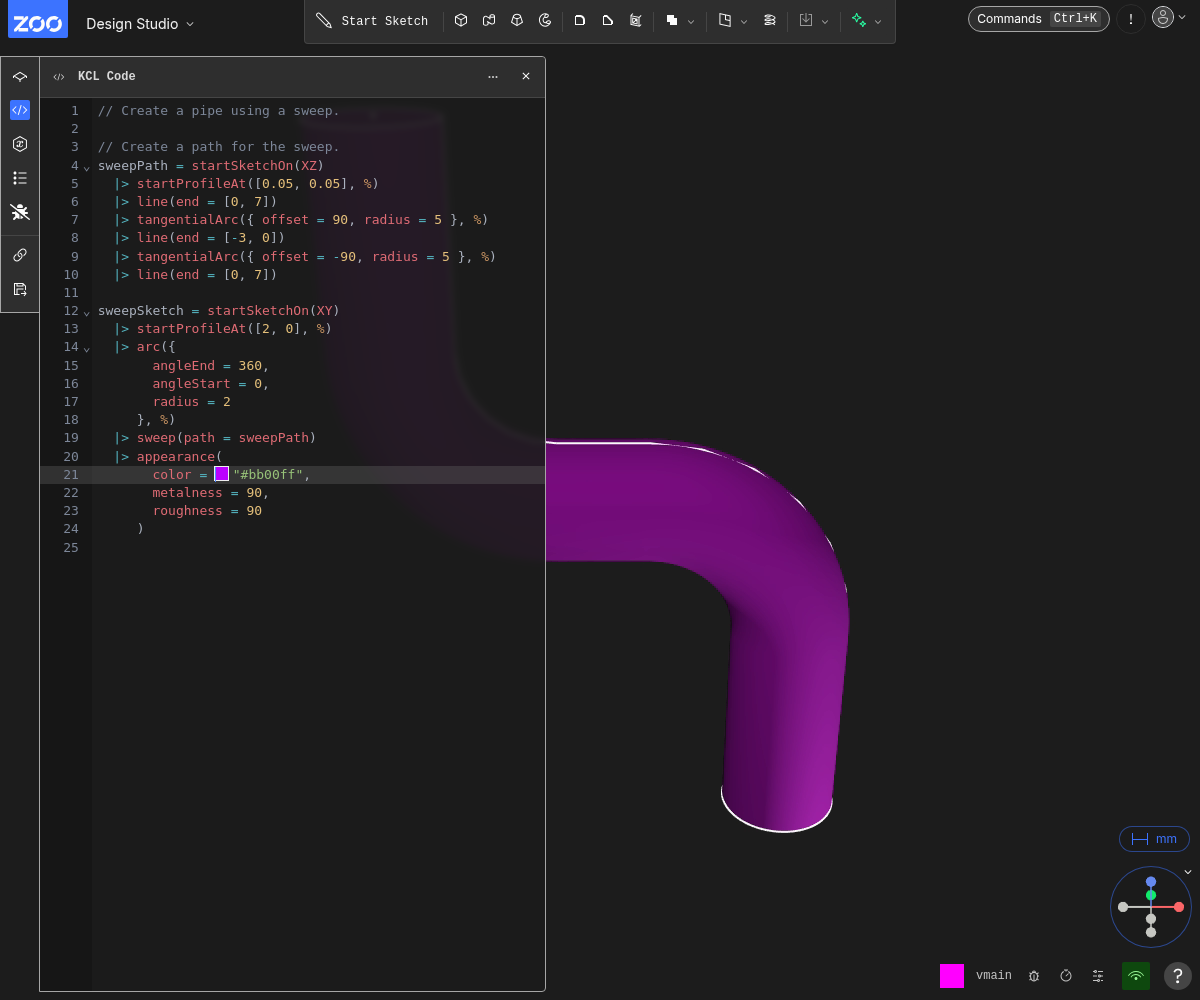 ZOO
Design Studio
Start Sketch
Commands Ctrl+K
!
KCL Code
1 // Create a pipe using a sweep.
2
3 // Create a path for the sweep.
4 sweepPath = startSketchOn(XZ)
5 |> startProfileAt([0.05, 0.05], %)
6 |> line(end = [0, 7])
7 |> tangentialArc({ offset = 90, radius = 5 }, %)
8 |> line(end = [-3, 0])
9 |> tangentialArc({ offset = -90, radius = 5 }, %)
10 |> line(end = [0, 7])
11
12 sweepSketch = startSketchOn(XY)
13 |> startProfileAt([2, 0], %)
14 |> arc({
15 angleEnd = 360,
16 angleStart = 0,
17 radius = 2
18 }, %)
19 |> sweep(path = sweepPath)
20 |> appearance(
21 color = "#bb00ff",
22 metalness = 90,
23 roughness = 90
24 )
25
mm
vmain
?